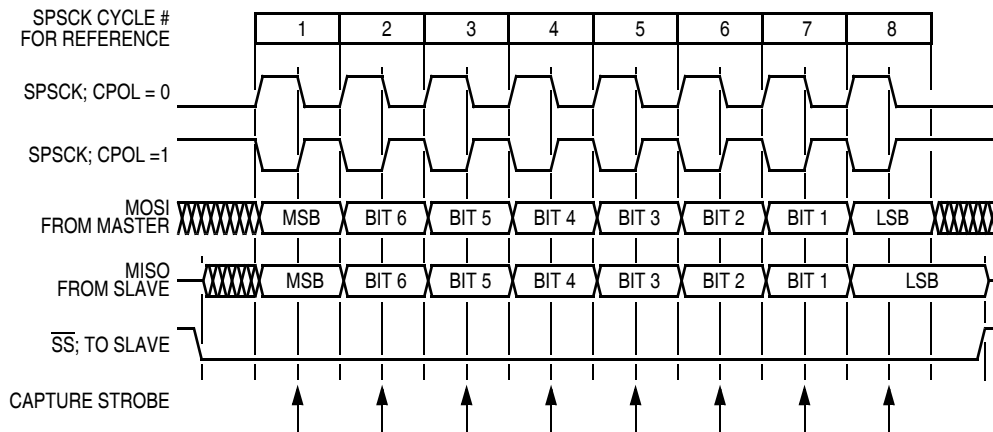 SPSCK CYCLE #
FOR REFERENCE
1 2 3 4 5 6 7 8
SPSCK; CPOL = 0
SPSCK; CPOL =1
MOSI
FROM MASTER
MSB BIT 6 BIT 5 BIT 4 BIT 3 BIT 2 BIT 1 LSB
MISO
FROM SLAVE
MSB BIT 6 BIT 5 BIT 4 BIT 3 BIT 2 BIT 1 LSB
S̅S̅; TO SLAVE
CAPTURE STROBE